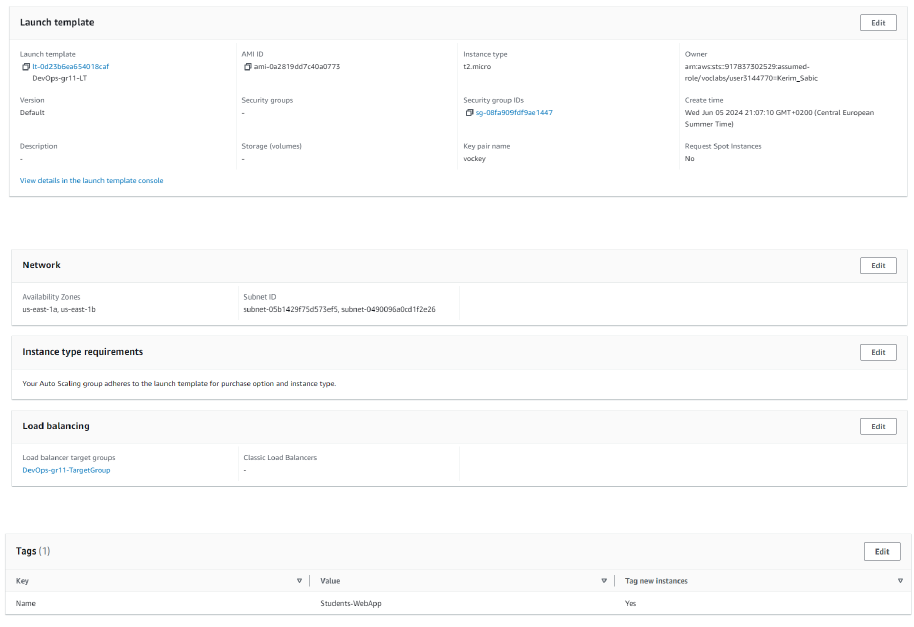 Launch template
Edit
Launch template
lt-0d23b6ea654018caf
DevOps-gr11-LT
AMI ID
ami-0a2819dd7c40a0773
Instance type
t2.micro
Owner
arn:aws:sts::917837302529:assumed-
role/voclabs/user3144770=Kerim_Sabic
Version
Default
Security groups
-
Security group IDs
sg-08fa909fdf9ae1447
Create time
Wed Jun 05 2024 21:07:10 GMT+0200 (Central European
Summer Time)
Description
-
Storage (volumes)
-
Key pair name
vockey
Request Spot Instances
No
View details in the launch template console
Network
Edit
Availability Zones
us-east-1a, us-east-1b
Subnet ID
subnet-05b1429f75d573ef5, subnet-0490096a0cd1f2e26
Instance type requirements
Edit
Your Auto Scaling group adheres to the launch template for purchase option and instance type.
Load balancing
Edit
Load balancer target groups
DevOps-gr11-TargetGroup
Classic Load Balancers
-
Tags (1)
Edit
Key
Value
Tag new instances
Name
Students-WebApp
Yes